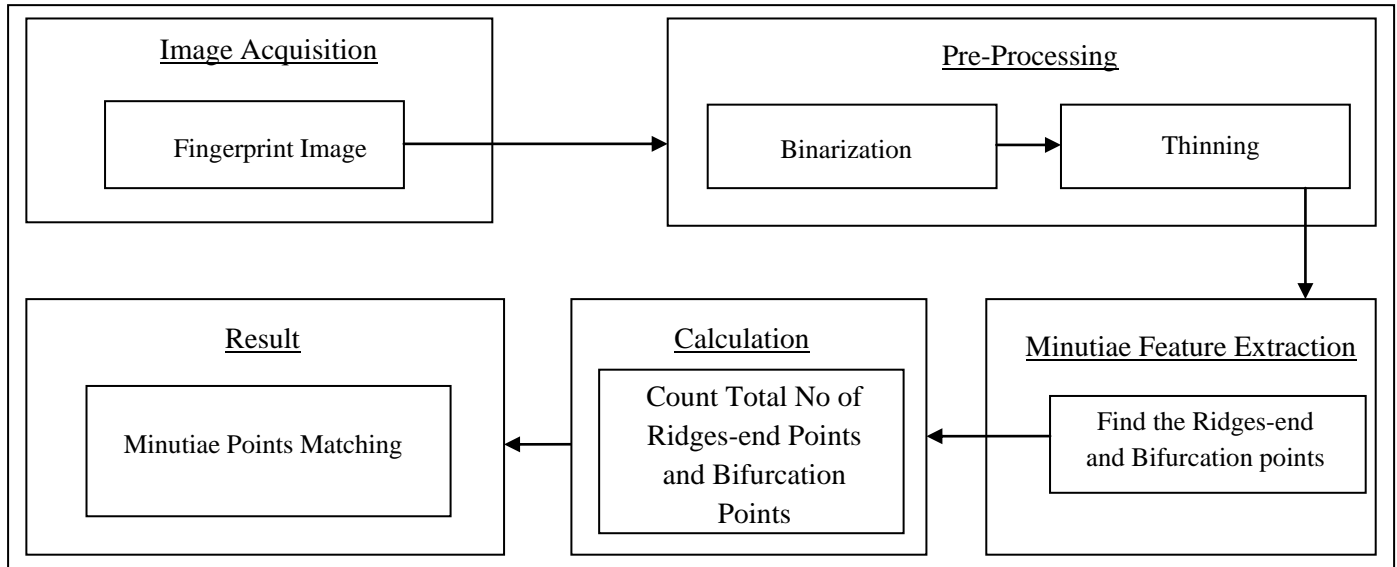 Image Acquisition
Fingerprint Image
Pre-Processing
Binarization
Thinning
Minutiae Feature Extraction
Find the Ridges-end
and Bifurcation points
Calculation
Count Total No of
Ridges-end Points
and Bifurcation
Points
Result
Minutiae Points Matching